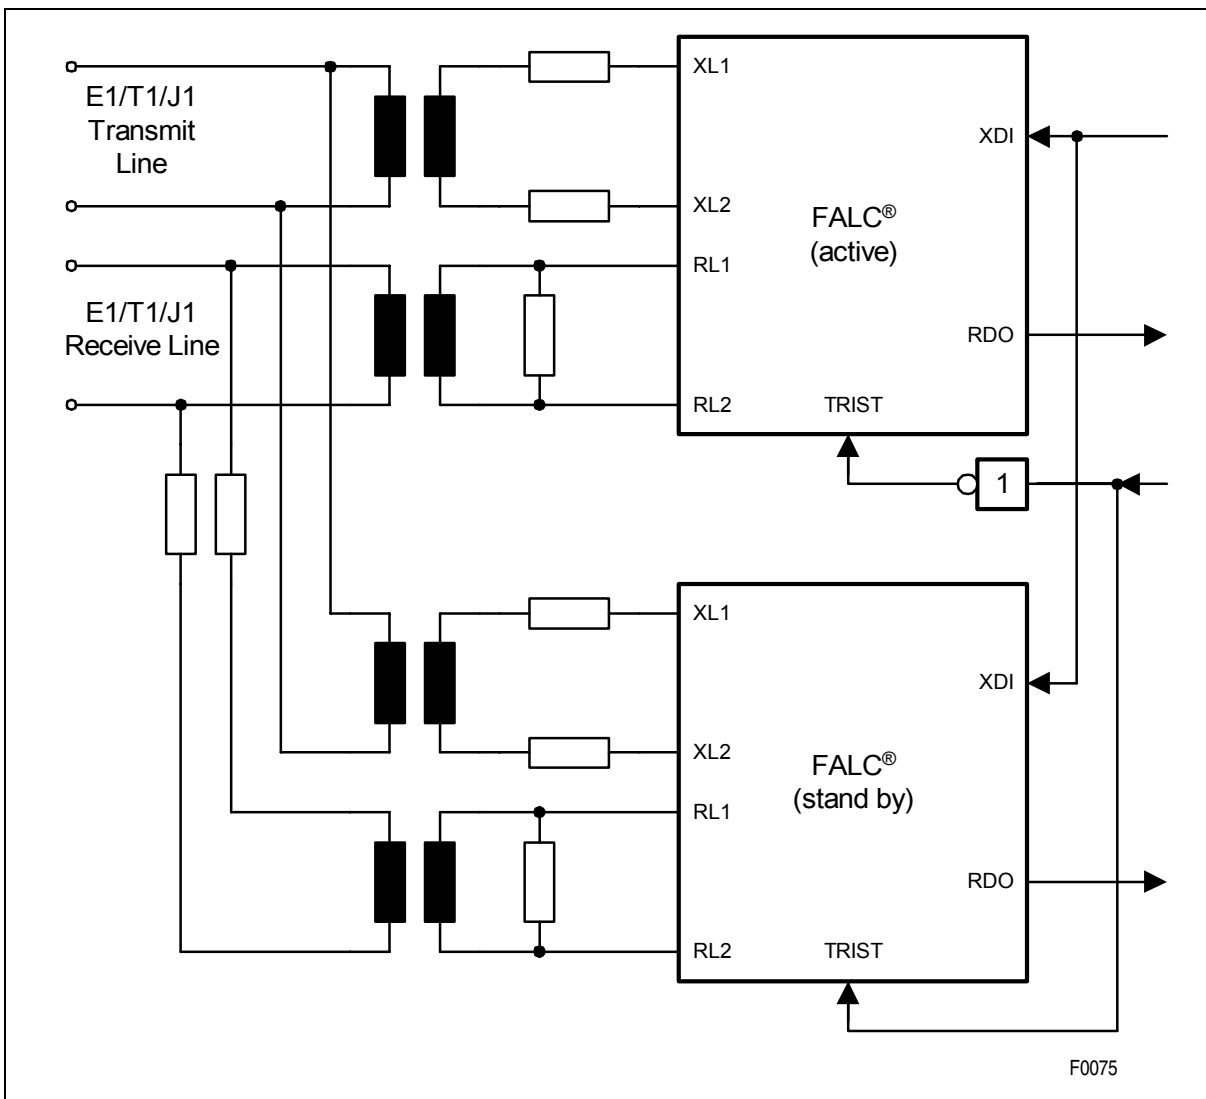 E1/T1/J1
Transmit
Line
E1/T1/J1
Receive Line
XL1
XDI
XL2
FALC®
(active)
RL1
RDO
RL2
TRIST
1
XL1
XDI
XL2
FALC®
(stand by)
RL1
RDO
RL2
TRIST
F0075